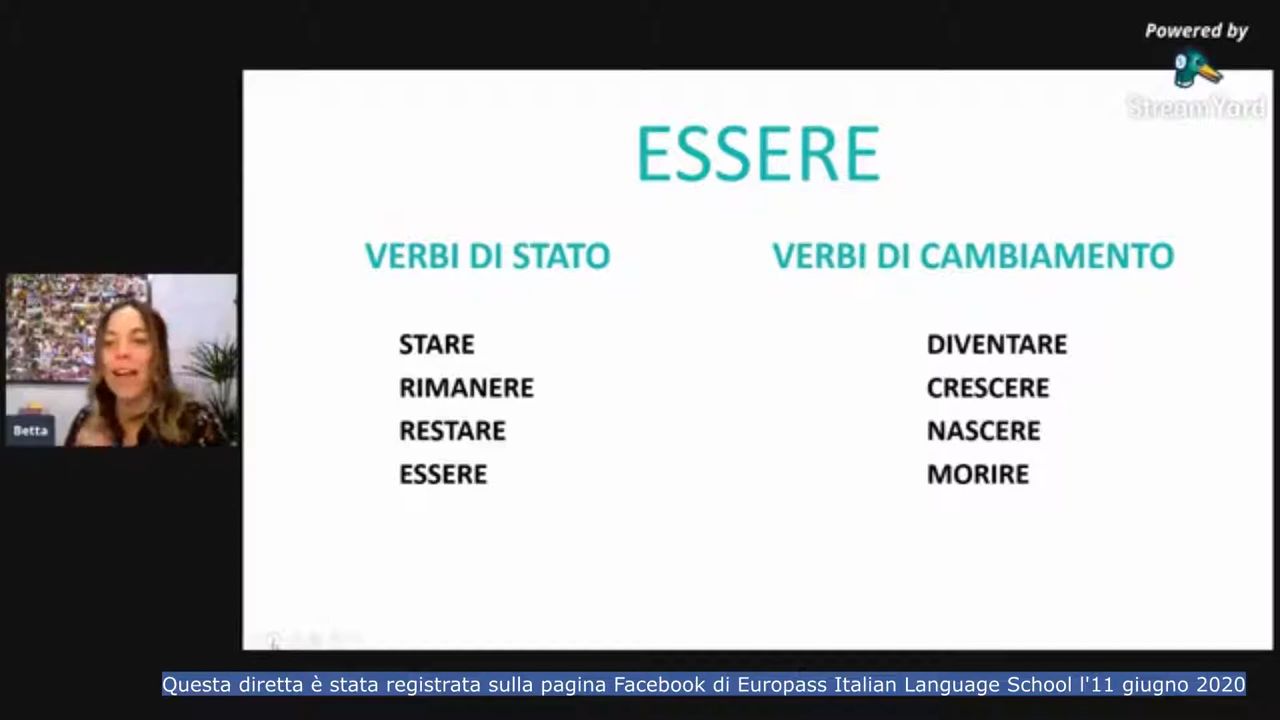 Powered by
StreamYard
ESSERE
VERBI DI STATO
VERBI DI CAMBIAMENTO
STARE
DIVENTARE
RIMANERE
CRESCERE
RESTARE
NASCERE
ESSERE
MORIRE
Betta
Questa diretta è stata registrata sulla pagina Facebook di Europass Italian Language School l'11 giugno 2020